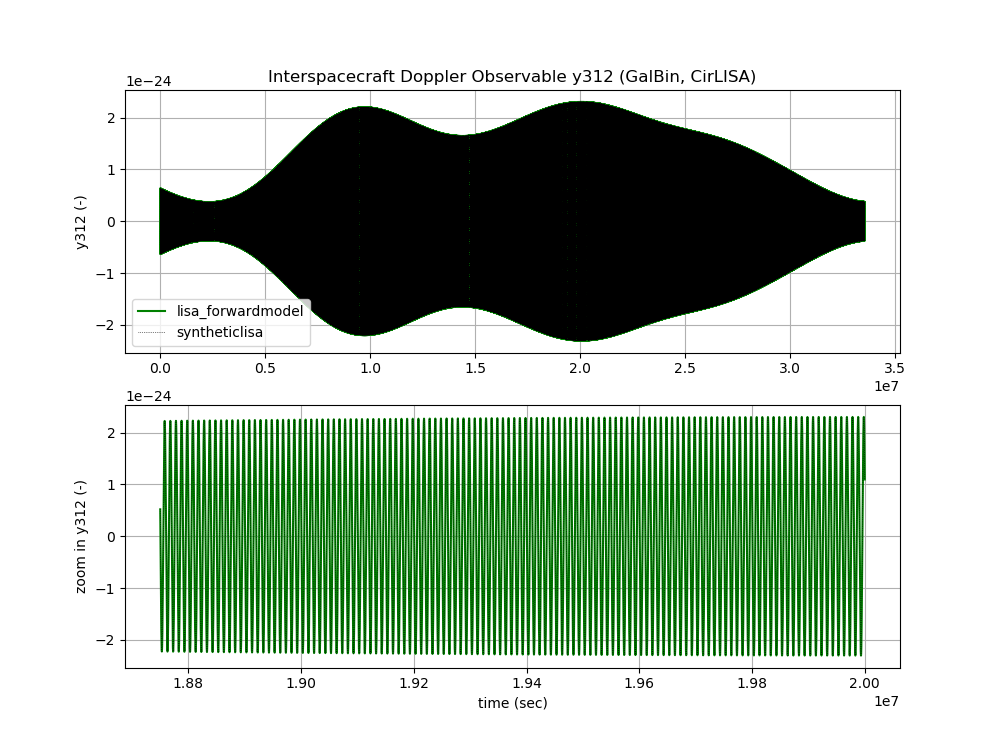 Interspacecraft Doppler Observable y312 (GalBin, CirLISA)
1e−24
2
1
0
−1
−2
y312 (-)
lisa_forwardmodel
syntheticlisa
0.0 0.5 1.0 1.5 2.0 2.5 3.0 3.5
1e7
1e−24
2
1
0
−1
−2
zoom in y312 (-)
1.88 1.90 1.92 1.94 1.96 1.98 2.00
time (sec)
1e7